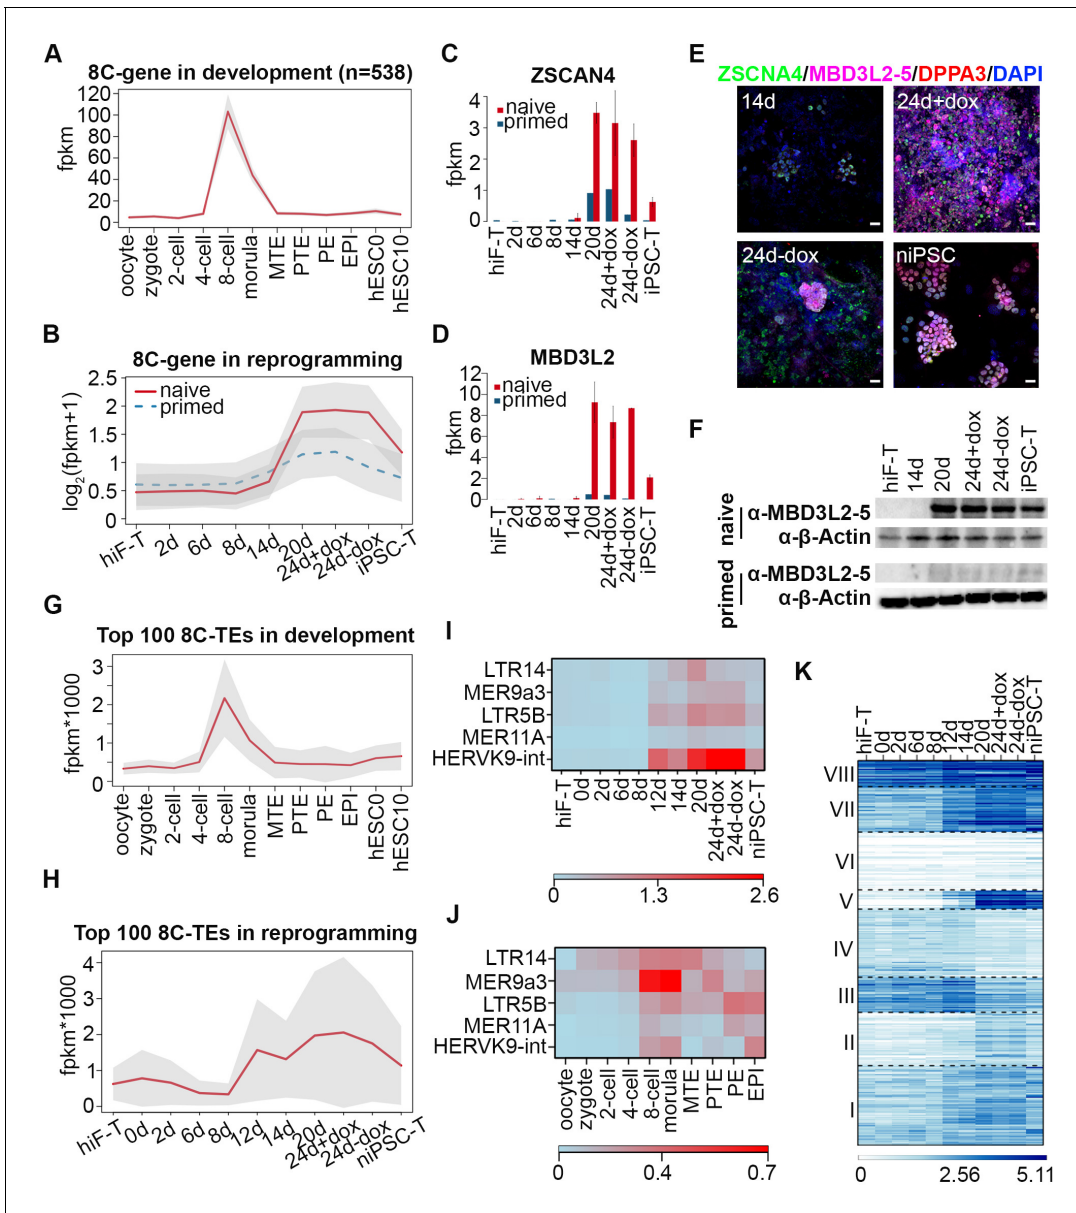 A
8C-gene in development (n=538)
fpkm
120
100
80
60
40
20
0
oocyte
zygote
2-cell
4-cell
8-cell
morula
MTE
PTE
PE
EPI
hESC0
hESC10
B
8C-gene in reprogramming
log2(fpkm+1)
2.5
2
1.5
1
0.5
0
naive
primed
hiF-T
2d
6d
8d
14d
20d
24d+dox
24d-dox
iPSC-T
C
ZSCAN4
fpkm
4
3
2
1
0
naive
primed
hiF-T
2d
6d
8d
14d
20d
24d+dox
24d-dox
iPSC-T
D
MBD3L2
fpkm
12
10
8
6
4
2
0
naive
primed
hiF-T
2d
6d
8d
14d
20d
24d+dox
24d-dox
iPSC-T
E
ZSCNA4/MBD3L2-5/DPPA3/DAPI
14d
24d+dox
24d-dox
niPSC
F
hiF-T
14d
20d
24d+dox
24d-dox
iPSC-T
naive
α-MBD3L2-5
α-β-Actin
primed
α-MBD3L2-5
α-β-Actin
G
Top 100 8C-TEs in development
fpkm*1000
3
2
1
0
oocyte
zygote
2-cell
4-cell
8-cell
morula
MTE
PTE
PE
EPI
hESC0
hESC10
H
Top 100 8C-TEs in reprogramming
fpkm*1000
4
3
2
1
0
hiF-T
0d
2d
6d
8d
12d
14d
20d
24d+dox
24d-dox
niPSC-T
I
LTR14
MER9a3
LTR5B
MER11A
HERVK9-int
hiF-T
0d
2d
6d
8d
12d
14d
20d
24d+dox
24d-dox
niPSC-T
0 1.3 2.6
J
LTR14
MER9a3
LTR5B
MER11A
HERVK9-int
oocyte
zygote
2-cell
4-cell
8-cell
morula
MTE
PTE
PE
EPI
0 0.4 0.7
K
hiF-T
0d
2d
6d
8d
12d
14d
20d
24d+dox
24d-dox
niPSC-T
VIII
VII
VI
V
IV
III
II
I
0 2.56 5.11